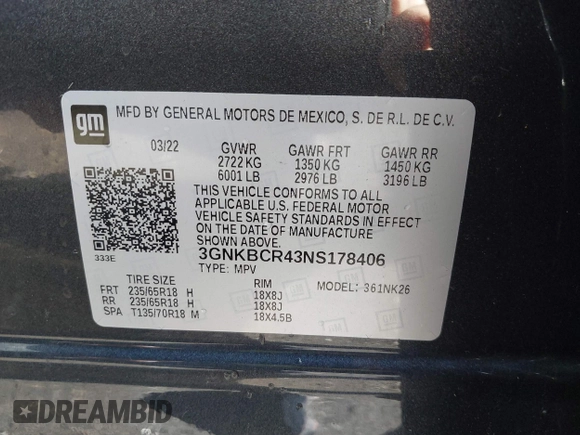 gm
MFD BY GENERAL MOTORS DE MEXICO, S. DE R.L. DE C.V.
03/22 GVWR GAWR FRT GAWR RR
2722 KG 1350 KG 1450 KG
6001 LB 2976 LB 3196 LB
THIS VEHICLE CONFORMS TO ALL
APPLICABLE U.S. FEDERAL MOTOR
VEHICLE SAFETY STANDARDS IN EFFECT
ON THE DATE OF MANUFACTURE
SHOWN ABOVE.
333E
3GNKBCR43NS178406
TYPE: MPV
TIRE SIZE RIM MODEL: 361NK26
FRT 235/65R18 H 18X8J
RR 235/65R18 H 18X8J
SPA T135/70R18 M 18X4.5B
DREAMBID